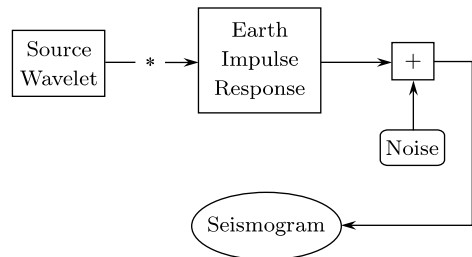 Source
Wavelet
*
Earth
Impulse
Response
+
Noise
Seismogram